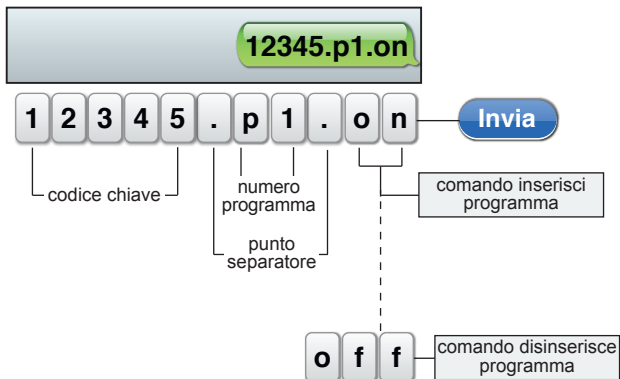 12345.p1.on
1 2 3 4 5 . p 1 . o n Invia
codice chiave
numero
programma
comando inserisci
programma
punto
separatore
o f f
comando disinserisce
programma